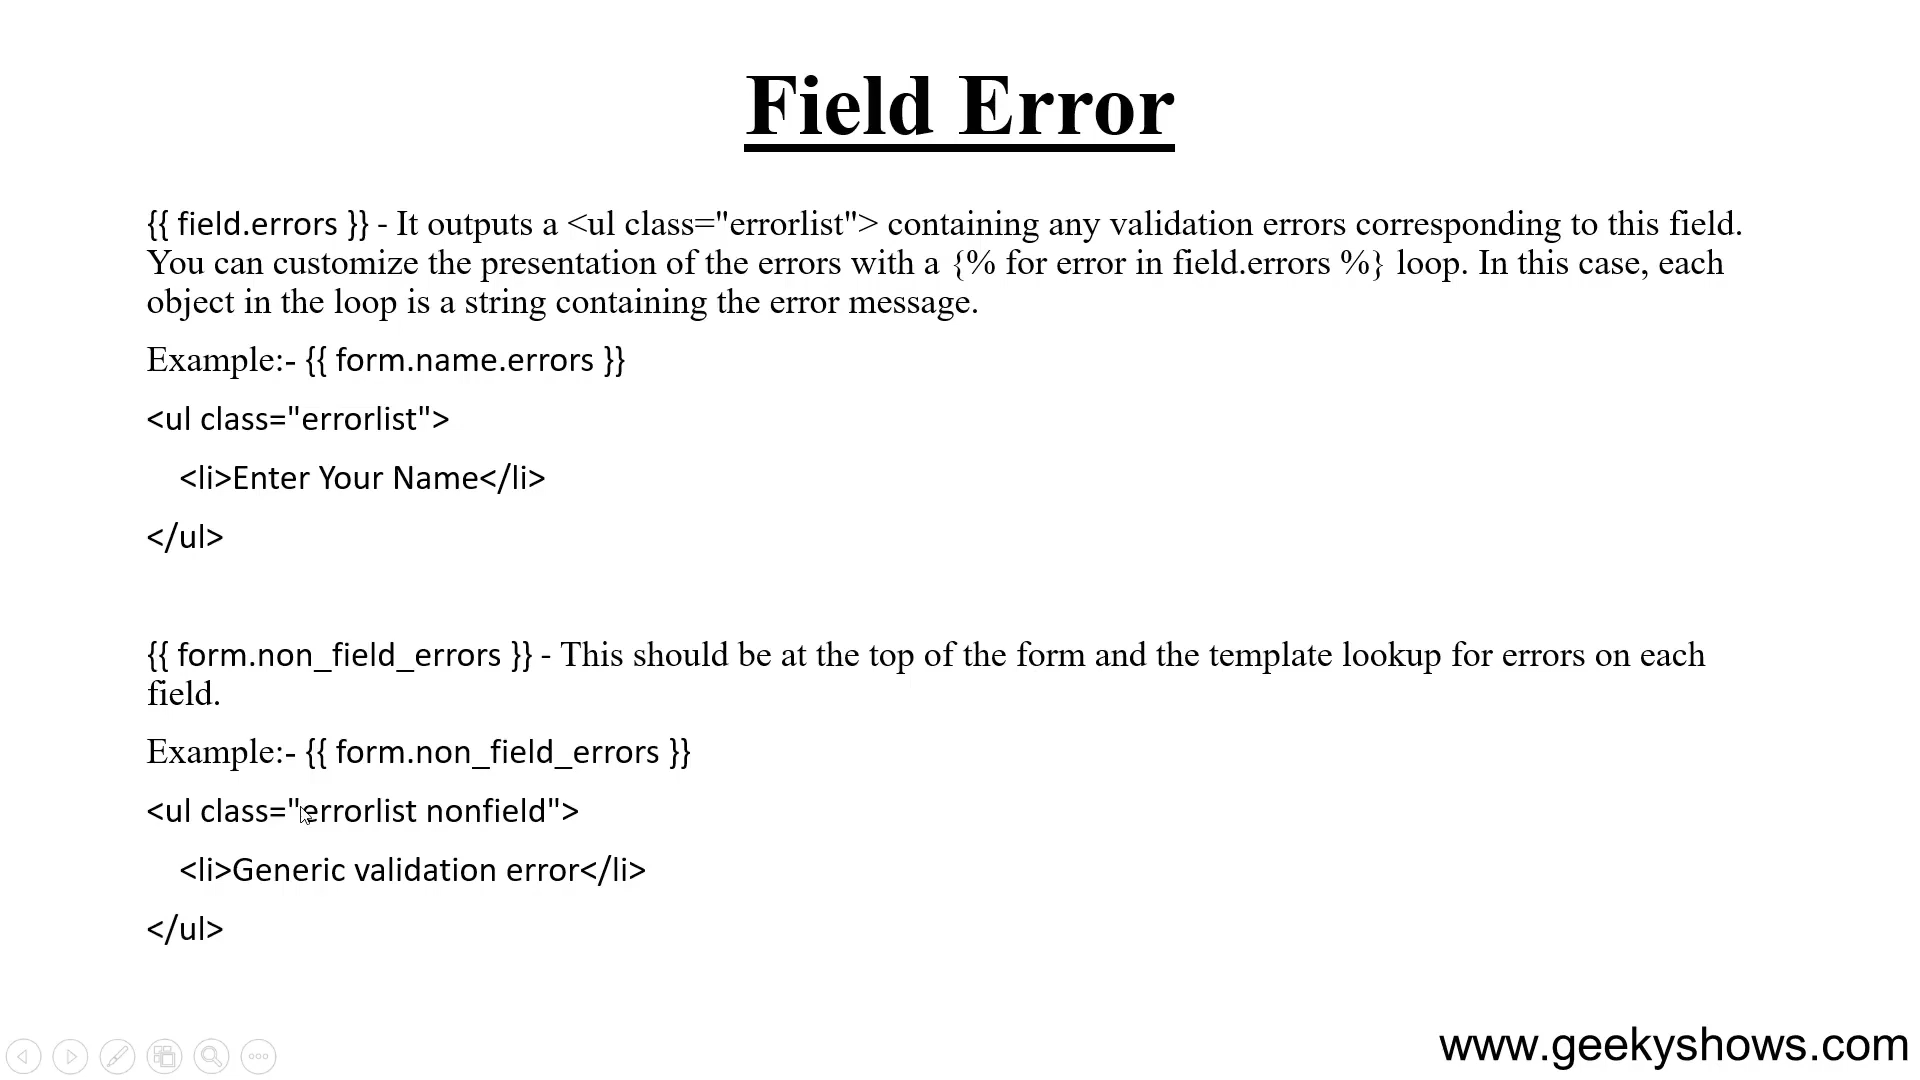 Field Error
{{ field.errors }} - It outputs a <ul class="errorlist"> containing any validation errors corresponding to this field.
You can customize the presentation of the errors with a {% for error in field.errors %} loop. In this case, each
object in the loop is a string containing the error message.
Example:- {{ form.name.errors }}
<ul class="errorlist">
<li>Enter Your Name</li>
</ul>
{{ form.non_field_errors }} - This should be at the top of the form and the template lookup for errors on each
field.
Example:- {{ form.non_field_errors }}
<ul class="errorlist nonfield">
<li>Generic validation error</li>
</ul>
www.geekyshows.com